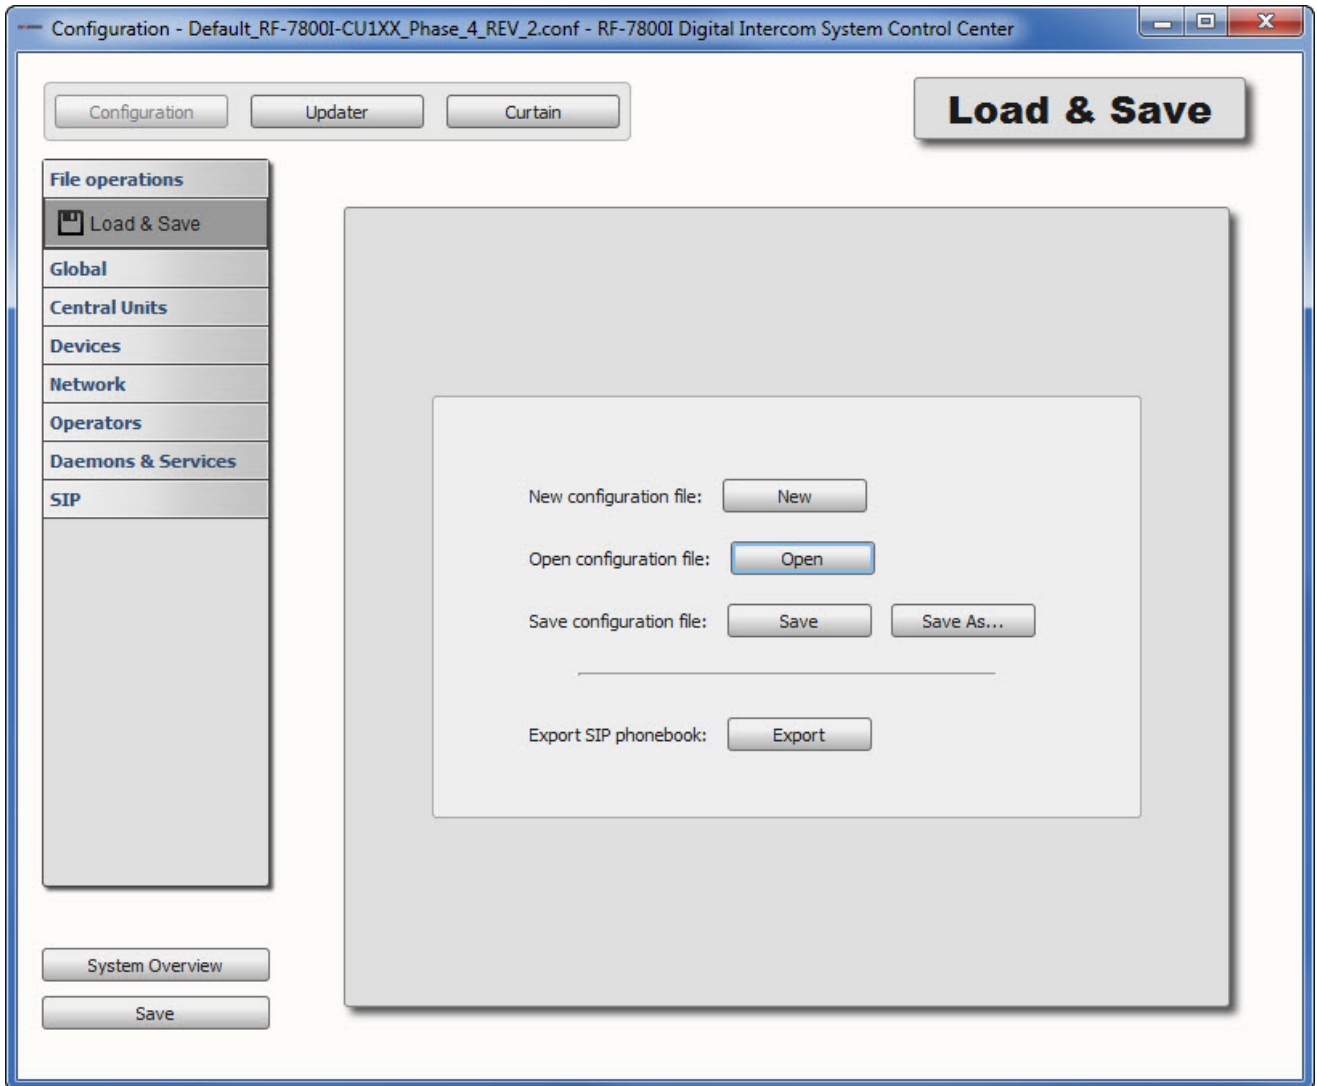 Configuration - Default_RF-7800I-CU1XX_Phase_4_REV_2.conf - RF-7800I Digital Intercom System Control Center
Configuration Updater Curtain
Load & Save
File operations
Load & Save
Global
Central Units
Devices
Network
Operators
Daemons & Services
SIP
New configuration file: New
Open configuration file: Open
Save configuration file: Save Save As...
Export SIP phonebook: Export
System Overview
Save